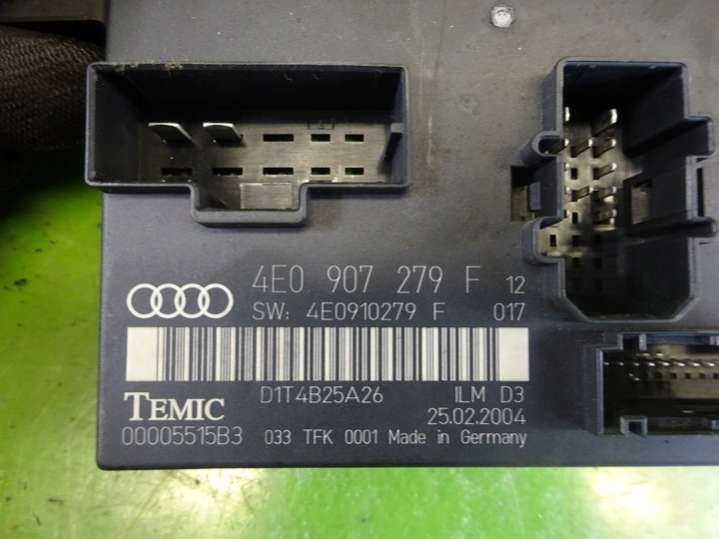 4E0 907 279 F 12
SW: 4E0910279 F 017
D1T4B25A26 ILM D3
TEMIC 25.02.2004
00005515B3 033 TFK 0001 Made in Germany